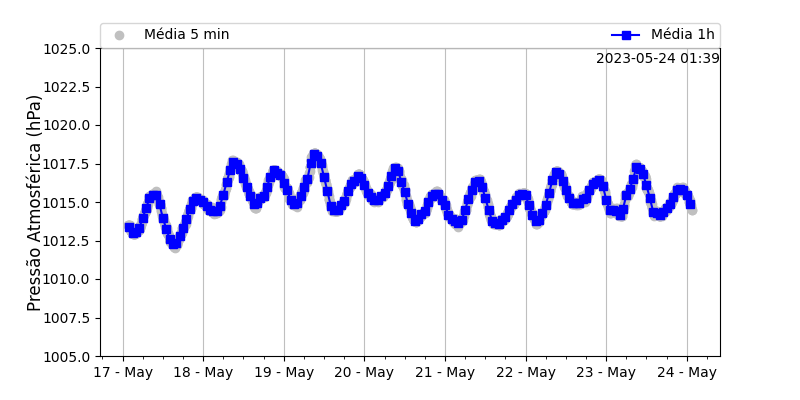 Média 5 min
Média 1h
2023-05-24 01:39
Pressão Atmosférica (hPa)
1025.0
1022.5
1020.0
1017.5
1015.0
1012.5
1010.0
1007.5
1005.0
17 - May
18 - May
19 - May
20 - May
21 - May
22 - May
23 - May
24 - May